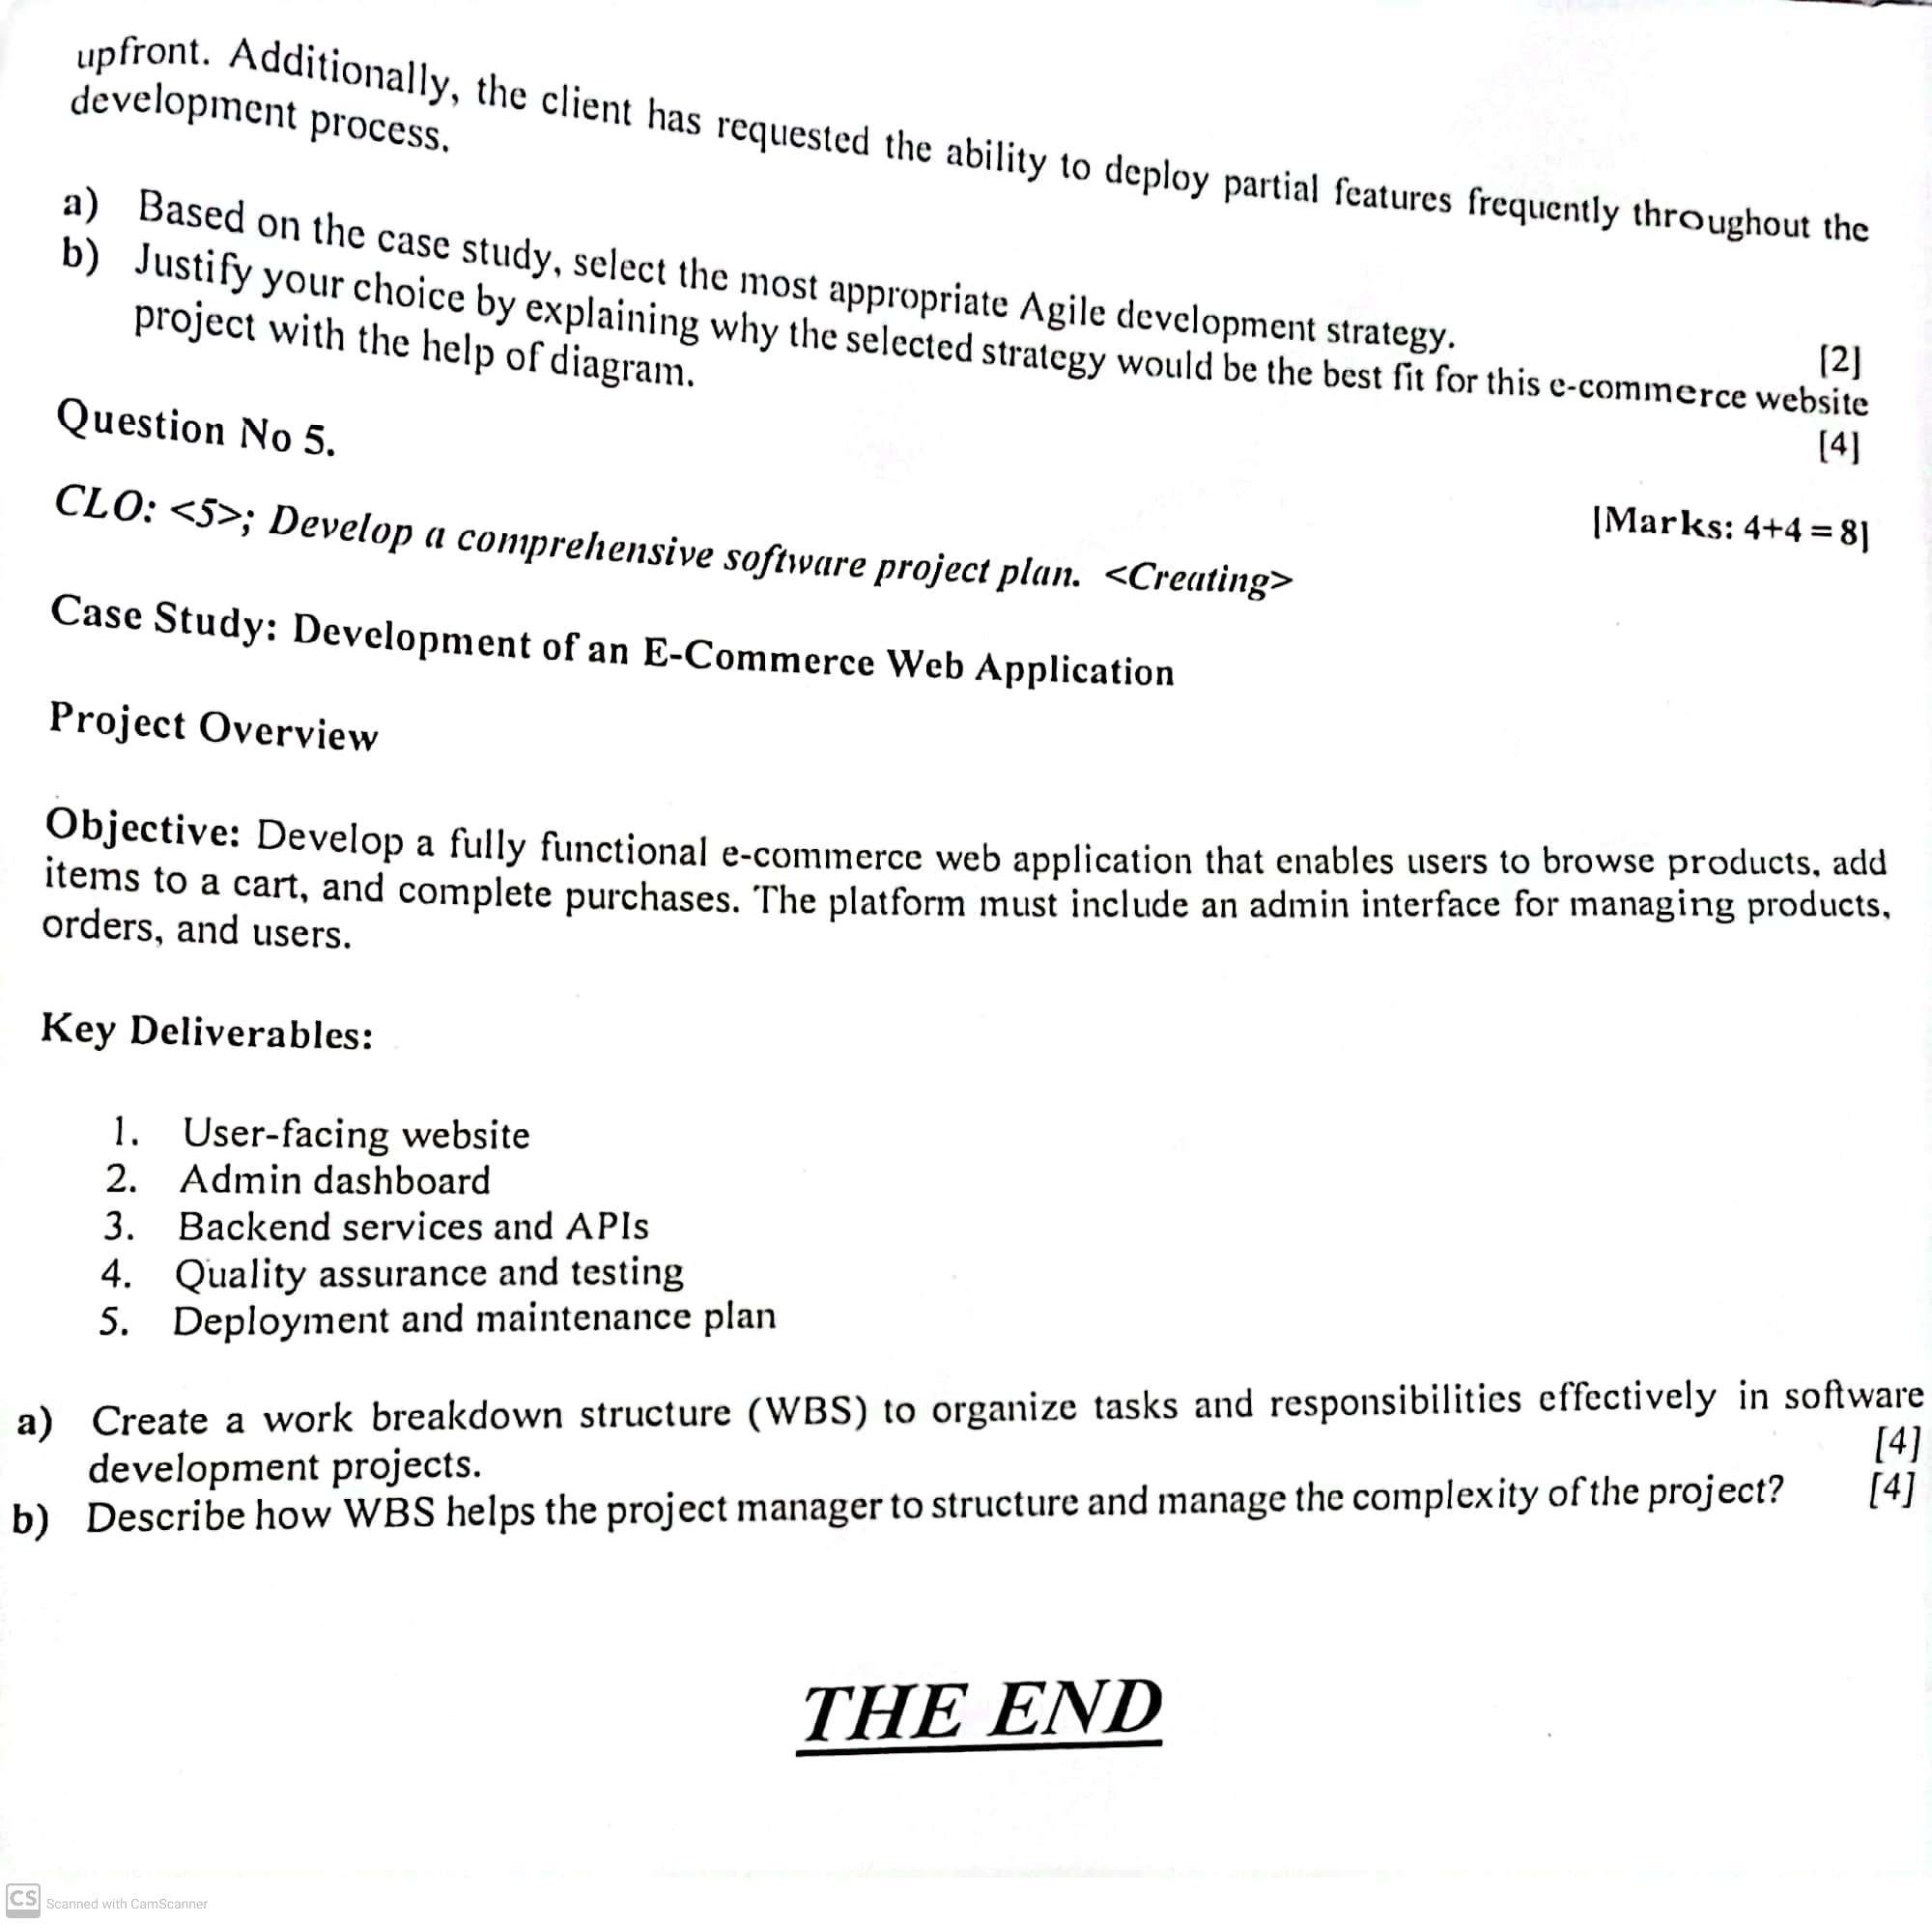 upfront. Additionally, the client has requested the ability to deploy partial features frequently throughout the
development process.
a) Based on the case study, select the most appropriate Agile development strategy. [2]
b) Justify your choice by explaining why the selected strategy would be the best fit for this e-commerce website
project with the help of diagram. [4]
Question No 5. [Marks: 4+4 = 8]
CLO: <5>; Develop a comprehensive software project plan. <Creating>
Case Study: Development of an E-Commerce Web Application
Project Overview
Objective: Develop a fully functional e-commerce web application that enables users to browse products, add
items to a cart, and complete purchases. The platform must include an admin interface for managing products,
orders, and users.
Key Deliverables:
1. User-facing website
2. Admin dashboard
3. Backend services and APIs
4. Quality assurance and testing
5. Deployment and maintenance plan
a) Create a work breakdown structure (WBS) to organize tasks and responsibilities effectively in software
development projects. [4]
b) Describe how WBS helps the project manager to structure and manage the complexity of the project? [4]
THE END
CS Scanned with CamScanner